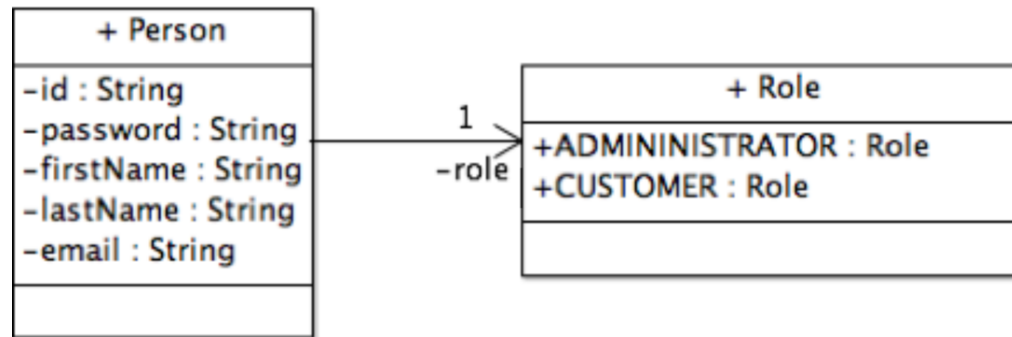 + Person
-id : String
-password : String
-firstName : String
-lastName : String
-email : String
1
-role
+ Role
+ADMININISTRATOR : Role
+CUSTOMER : Role